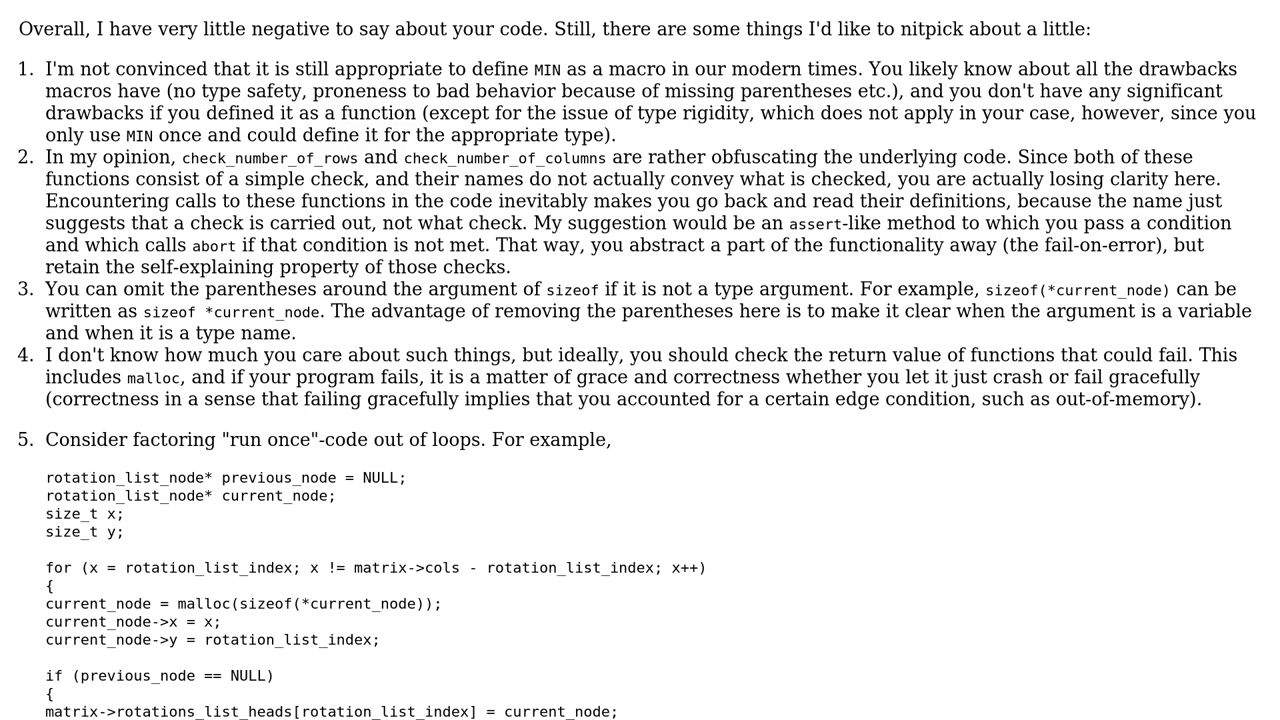 Overall, I have very little negative to say about your code. Still, there are some things I'd like to nitpick about a little:
1. I'm not convinced that it is still appropriate to define MIN as a macro in our modern times. You likely know about all the drawbacks
macros have (no type safety, proneness to bad behavior because of missing parentheses etc.), and you don't have any significant
drawbacks if you defined it as a function (except for the issue of type rigidity, which does not apply in your case, however, since you
only use MIN once and could define it for the appropriate type).
2. In my opinion, check_number_of_rows and check_number_of_columns are rather obfuscating the underlying code. Since both of these
functions consist of a simple check, and their names do not actually convey what is checked, you are actually losing clarity here.
Encountering calls to these functions in the code inevitably makes you go back and read their definitions, because the name just
suggests that a check is carried out, not what check. My suggestion would be an assert-like method to which you pass a condition
and which calls abort if that condition is not met. That way, you abstract a part of the functionality away (the fail-on-error), but
retain the self-explaining property of those checks.
3. You can omit the parentheses around the argument of sizeof if it is not a type argument. For example, sizeof(*current_node) can be
written as sizeof *current_node. The advantage of removing the parentheses here is to make it clear when the argument is a variable
and when it is a type name.
4. I don't know how much you care about such things, but ideally, you should check the return value of functions that could fail. This
includes malloc, and if your program fails, it is a matter of grace and correctness whether you let it just crash or fail gracefully
(correctness in a sense that failing gracefully implies that you accounted for a certain edge condition, such as out-of-memory).
5. Consider factoring "run once"-code out of loops. For example,
rotation_list_node* previous_node = NULL;
rotation_list_node* current_node;
size_t x;
size_t y;
for (x = rotation_list_index; x != matrix->cols - rotation_list_index; x++)
{
current_node = malloc(sizeof(*current_node));
current_node->x = x;
current_node->y = rotation_list_index;
if (previous_node == NULL)
{
matrix->rotations_list_heads[rotation_list_index] = current_node;